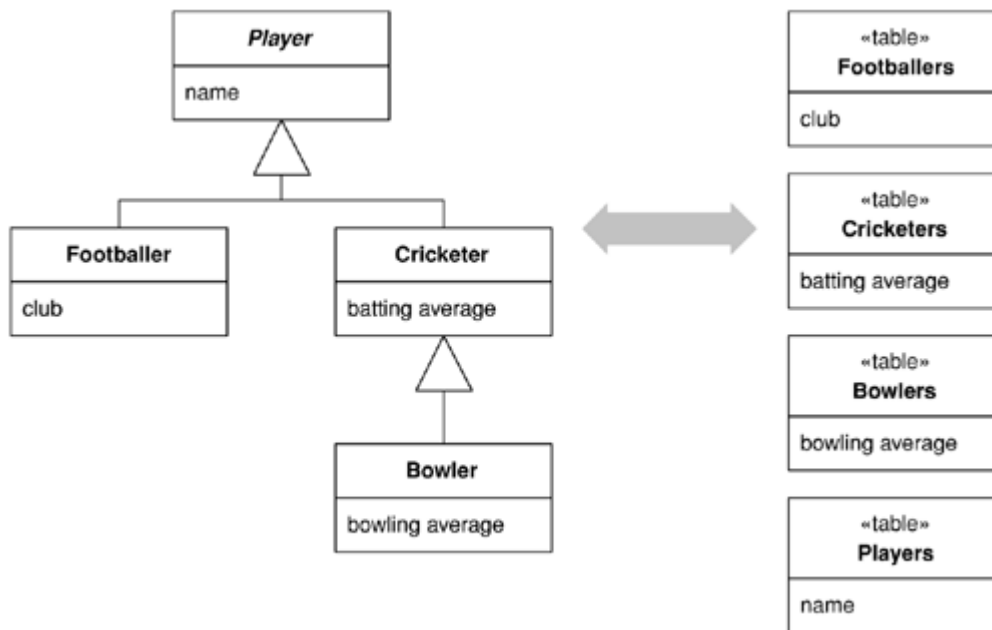 Player
name
Footballer
club
Cricketer
batting average
Bowler
bowling average
«table»
Footballers
club
«table»
Cricketers
batting average
«table»
Bowlers
bowling average
«table»
Players
name